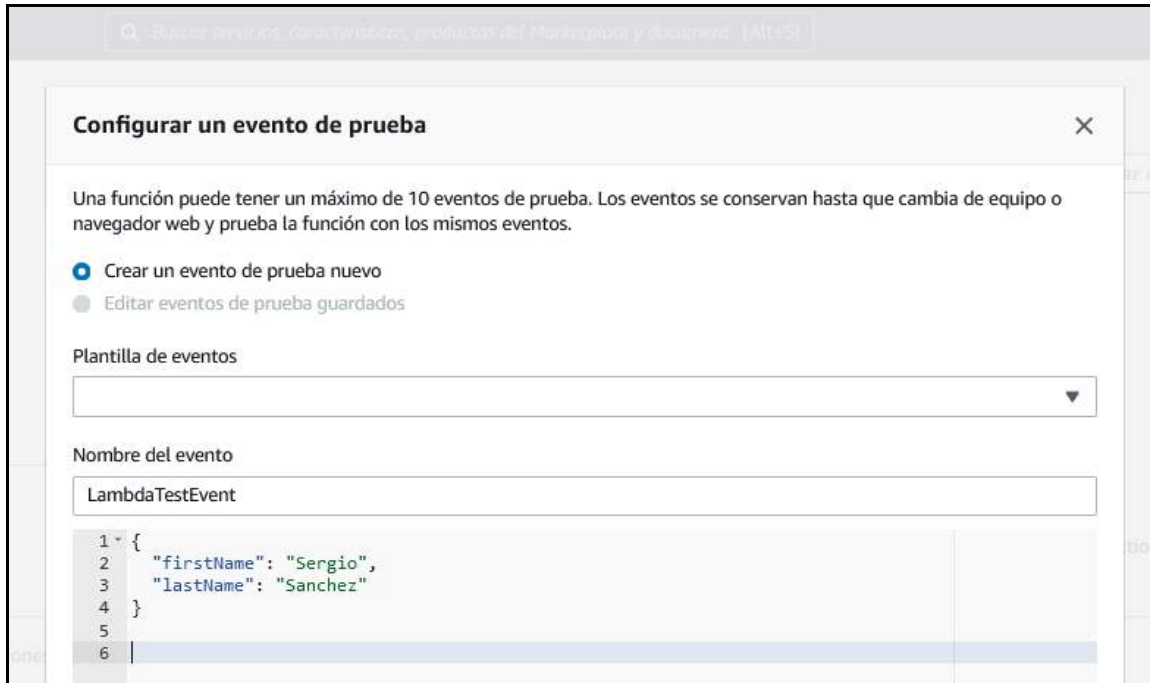 Buscar servicios, características, productos del Marketplace y document [Alt+S]
Configurar un evento de prueba
Una función puede tener un máximo de 10 eventos de prueba. Los eventos se conservan hasta que cambia de equipo o
navegador web y prueba la función con los mismos eventos.
Crear un evento de prueba nuevo
Editar eventos de prueba guardados
Plantilla de eventos
Nombre del evento
LambdaTestEvent
1 {
2 "firstName": "Sergio",
3 "lastName": "Sanchez"
4 }
5
6